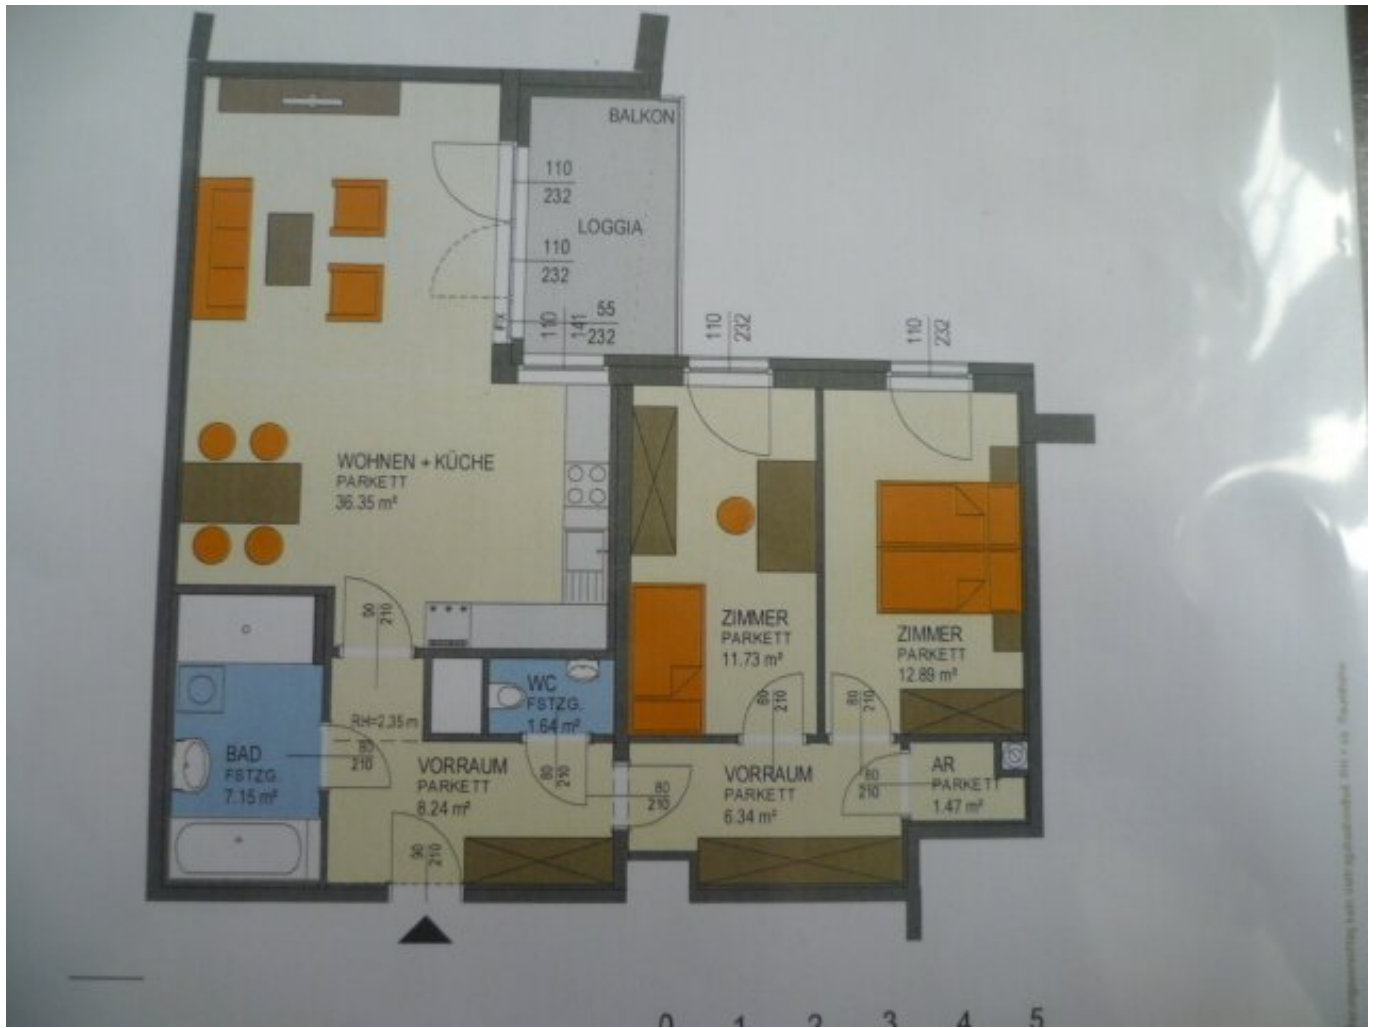 BALKON
110
232
LOGGIA
110
232
55
232
110
141
FX
110
232
110
232
WOHNEN + KÜCHE
PARKETT
36.35 m²
ZIMMER
PARKETT
11.73 m²
ZIMMER
PARKETT
12.89 m²
90
210
WC
FSTZG.
1.64 m²
80
210
80
210
RH=2,35 m
BAD
FSTZG.
7.15 m²
80
210
VORRAUM
PARKETT
8.24 m²
80
210
80
210
VORRAUM
PARKETT
6.34 m²
80
210
AR
PARKETT
1.47 m²
90
210
0 1 2 3 4 5